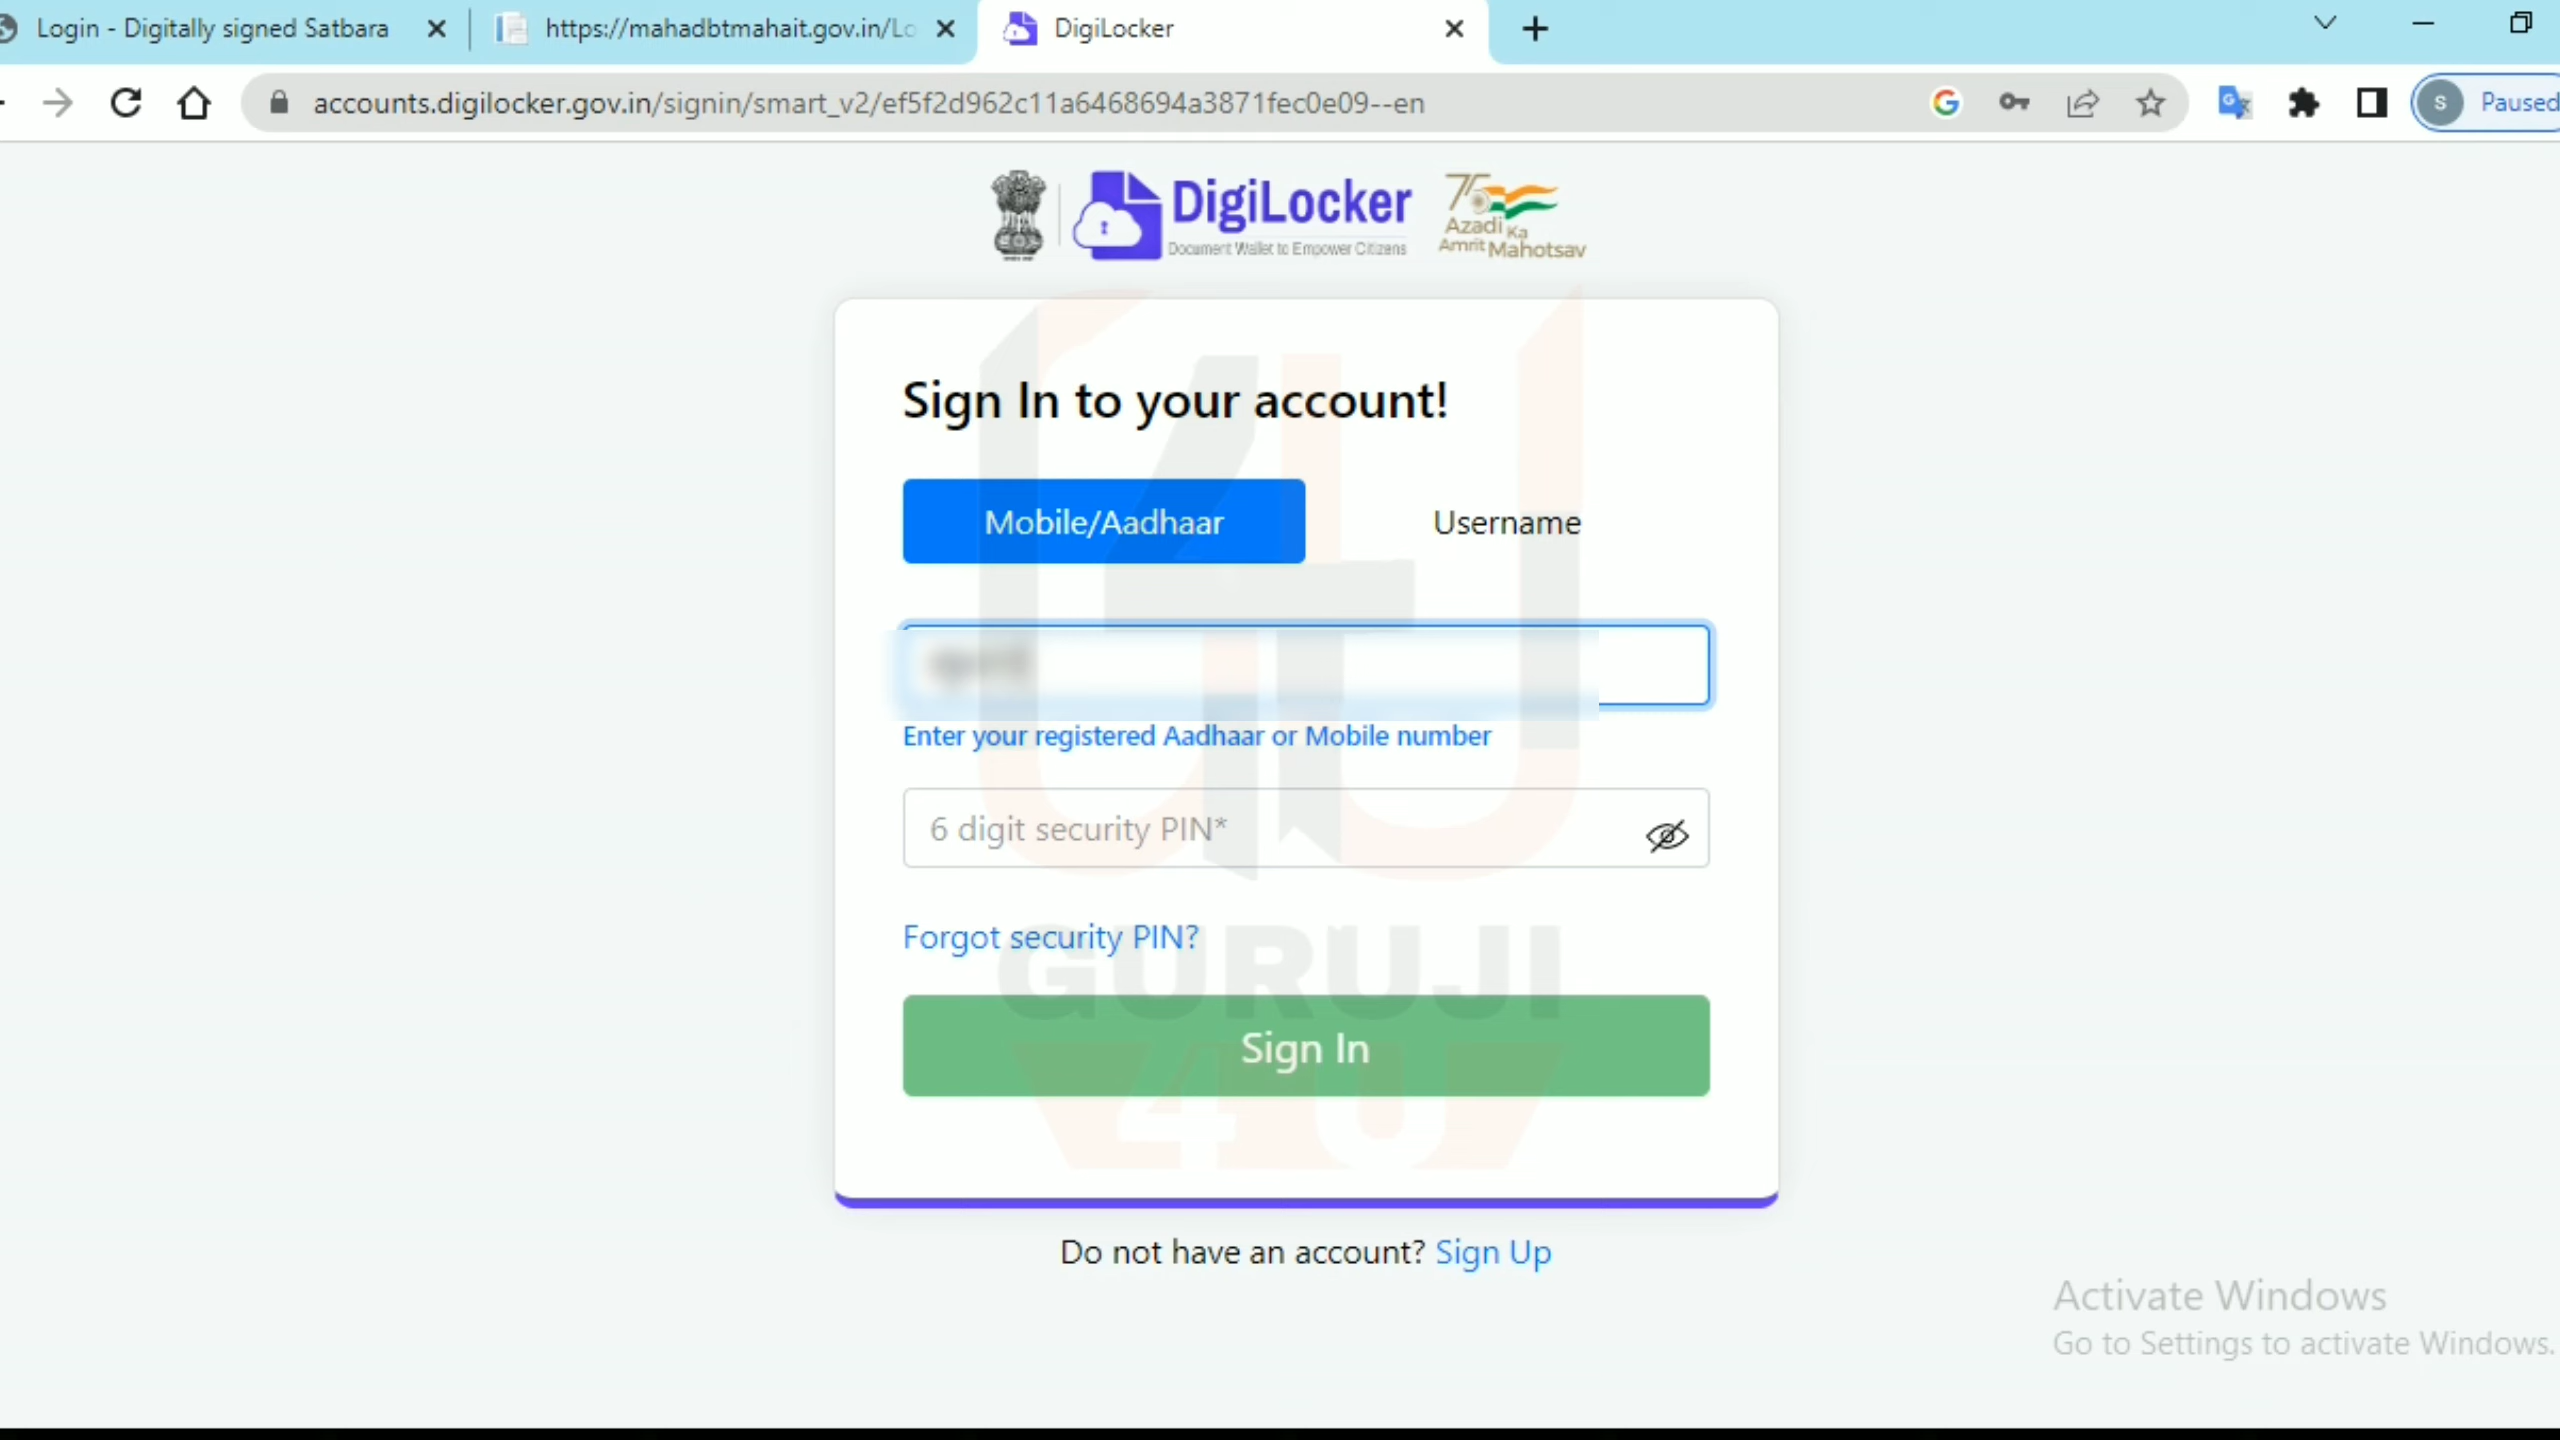 Login - Digitally signed Satbara
https://mahadbtmahait.gov.in/Lo
DigiLocker
accounts.digilocker.gov.in/signin/smart_v2/ef5f2d962c11a6468694a3871fec0e09--en
S
Paused
DigiLocker
Document Wallet to Empower Citizens
75
Azadi Ka
Amrit Mahotsav
Sign In to your account!
Mobile/Aadhaar
Username
Enter your registered Aadhaar or Mobile number
6 digit security PIN*
Forgot security PIN?
GURUJI
Sign In
4U
Do not have an account? Sign Up
Activate Windows
Go to Settings to activate Windows.